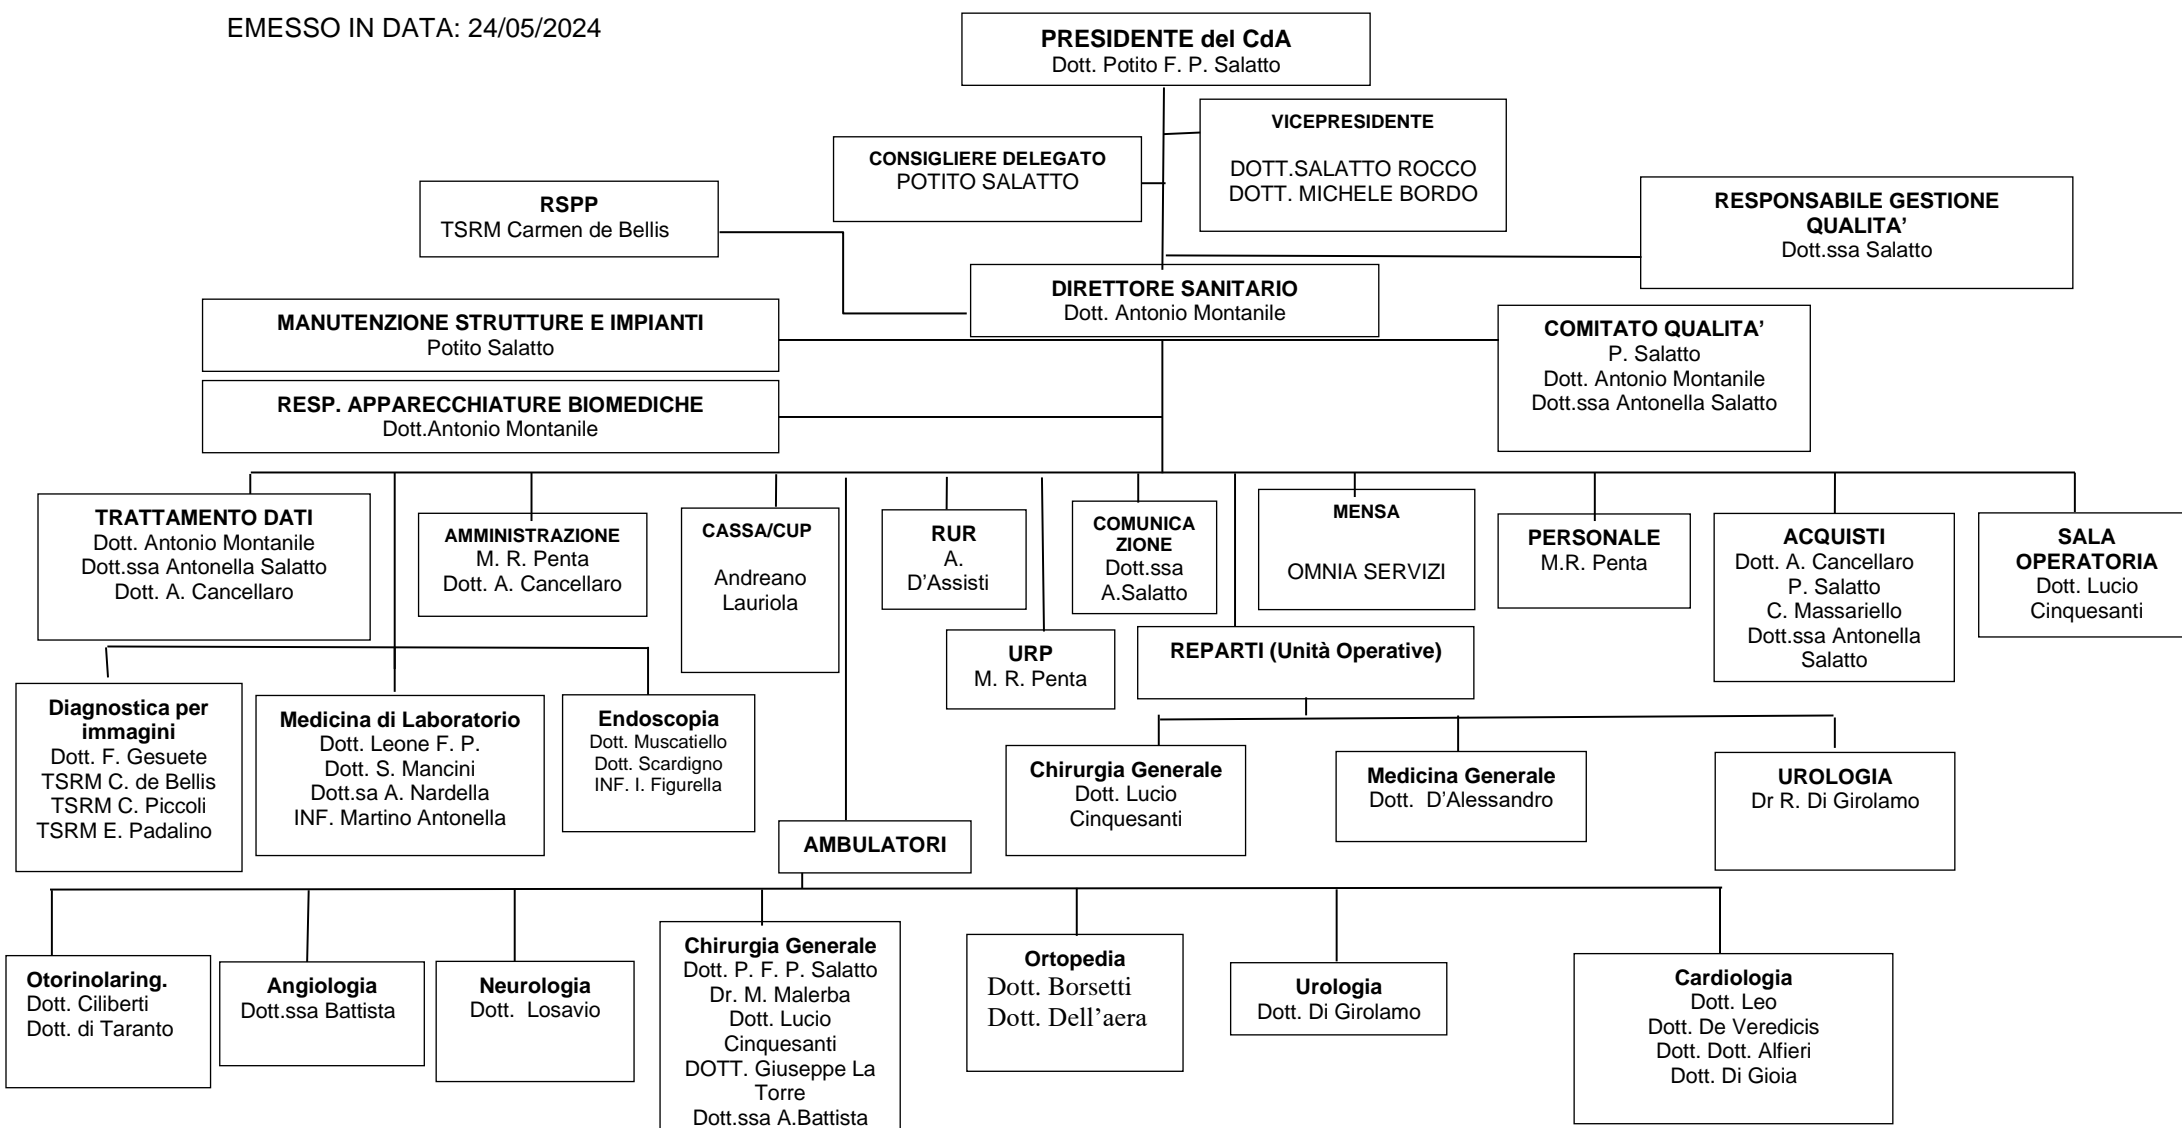 EMESSO IN DATA: 24/05/2024
PRESIDENTE del CdA
Dott. Potito F. P. Salatto
VICEPRESIDENTE
DOTT.SALATTO ROCCO
DOTT. MICHELE BORDO
CONSIGLIERE DELEGATO
POTITO SALATTO
RSPP
TSRM Carmen de Bellis
RESPONSABILE GESTIONE
QUALITA’
Dott.ssa Salatto
DIRETTORE SANITARIO
Dott. Antonio Montanile
MANUTENZIONE STRUTTURE E IMPIANTI
Potito Salatto
COMITATO QUALITA’
P. Salatto
Dott. Antonio Montanile
Dott.ssa Antonella Salatto
RESP. APPARECCHIATURE BIOMEDICHE
Dott.Antonio Montanile
TRATTAMENTO DATI
Dott. Antonio Montanile
Dott.ssa Antonella Salatto
Dott. A. Cancellaro
AMMINISTRAZIONE
M. R. Penta
Dott. A. Cancellaro
CASSA/CUP
Andreano
Lauriola
RUR
A.
D’Assisti
COMUNICA
ZIONE
Dott.ssa
A.Salatto
MENSA
OMNIA SERVIZI
PERSONALE
M.R. Penta
ACQUISTI
Dott. A. Cancellaro
P. Salatto
C. Massariello
Dott.ssa Antonella
Salatto
SALA
OPERATORIA
Dott. Lucio
Cinquesanti
URP
M. R. Penta
REPARTI (Unità Operative)
Diagnostica per
immagini
Dott. F. Gesuete
TSRM C. de Bellis
TSRM C. Piccoli
TSRM E. Padalino
Medicina di Laboratorio
Dott. Leone F. P.
Dott. S. Mancini
Dott.sa A. Nardella
INF. Martino Antonella
Endoscopia
Dott. Muscatiello
Dott. Scardigno
INF. I. Figurella
Chirurgia Generale
Dott. Lucio
Cinquesanti
Medicina Generale
Dott. D’Alessandro
UROLOGIA
Dr R. Di Girolamo
AMBULATORI
Otorinolaring.
Dott. Ciliberti
Dott. di Taranto
Angiologia
Dott.ssa Battista
Neurologia
Dott. Losavio
Chirurgia Generale
Dott. P. F. P. Salatto
Dr. M. Malerba
Dott. Lucio
Cinquesanti
DOTT. Giuseppe La
Torre
Dott.ssa A.Battista
Ortopedia
Dott. Borsetti
Dott. Dell’aera
Urologia
Dott. Di Girolamo
Cardiologia
Dott. Leo
Dott. De Veredicis
Dott. Dott. Alfieri
Dott. Di Gioia